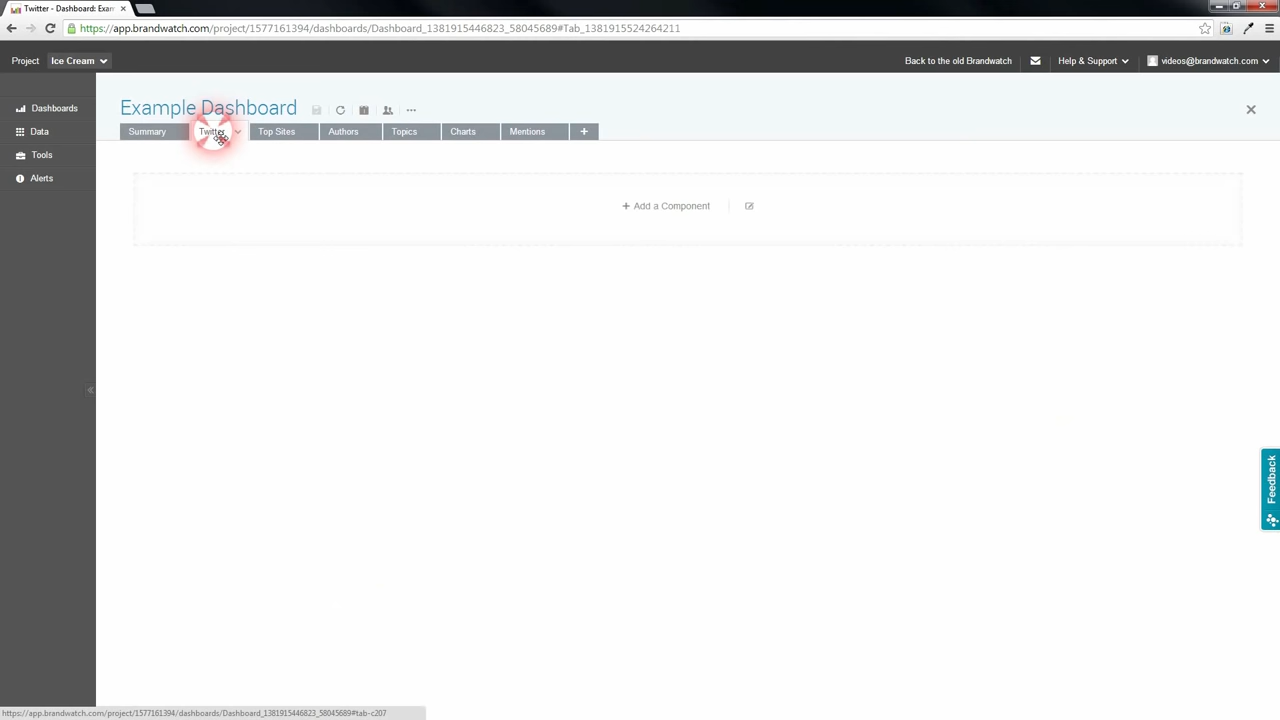 Twitter - Dashboard: Exam
https://app.brandwatch.com/project/1577161394/dashboards/Dashboard_1381915446823_58045689#Tab_1381915524264211
Project Ice Cream Back to the old Brandwatch Help & Support videos@brandwatch.com
Example Dashboard
Summary Twitter Top Sites Authors Topics Charts Mentions +
Dashboards
Data
Tools
Alerts
+ Add a Component
Feedback
https://app.brandwatch.com/project/1577161394/dashboards/Dashboard_1381915446823_58045689#tab-c207